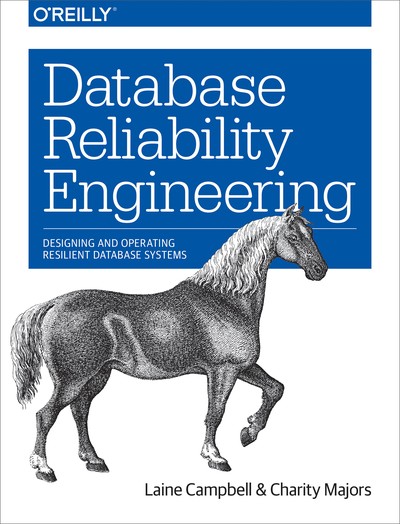 O'REILLY®
Database
Reliability
Engineering
DESIGNING AND OPERATING
RESILIENT DATABASE SYSTEMS
Laine Campbell & Charity Majors